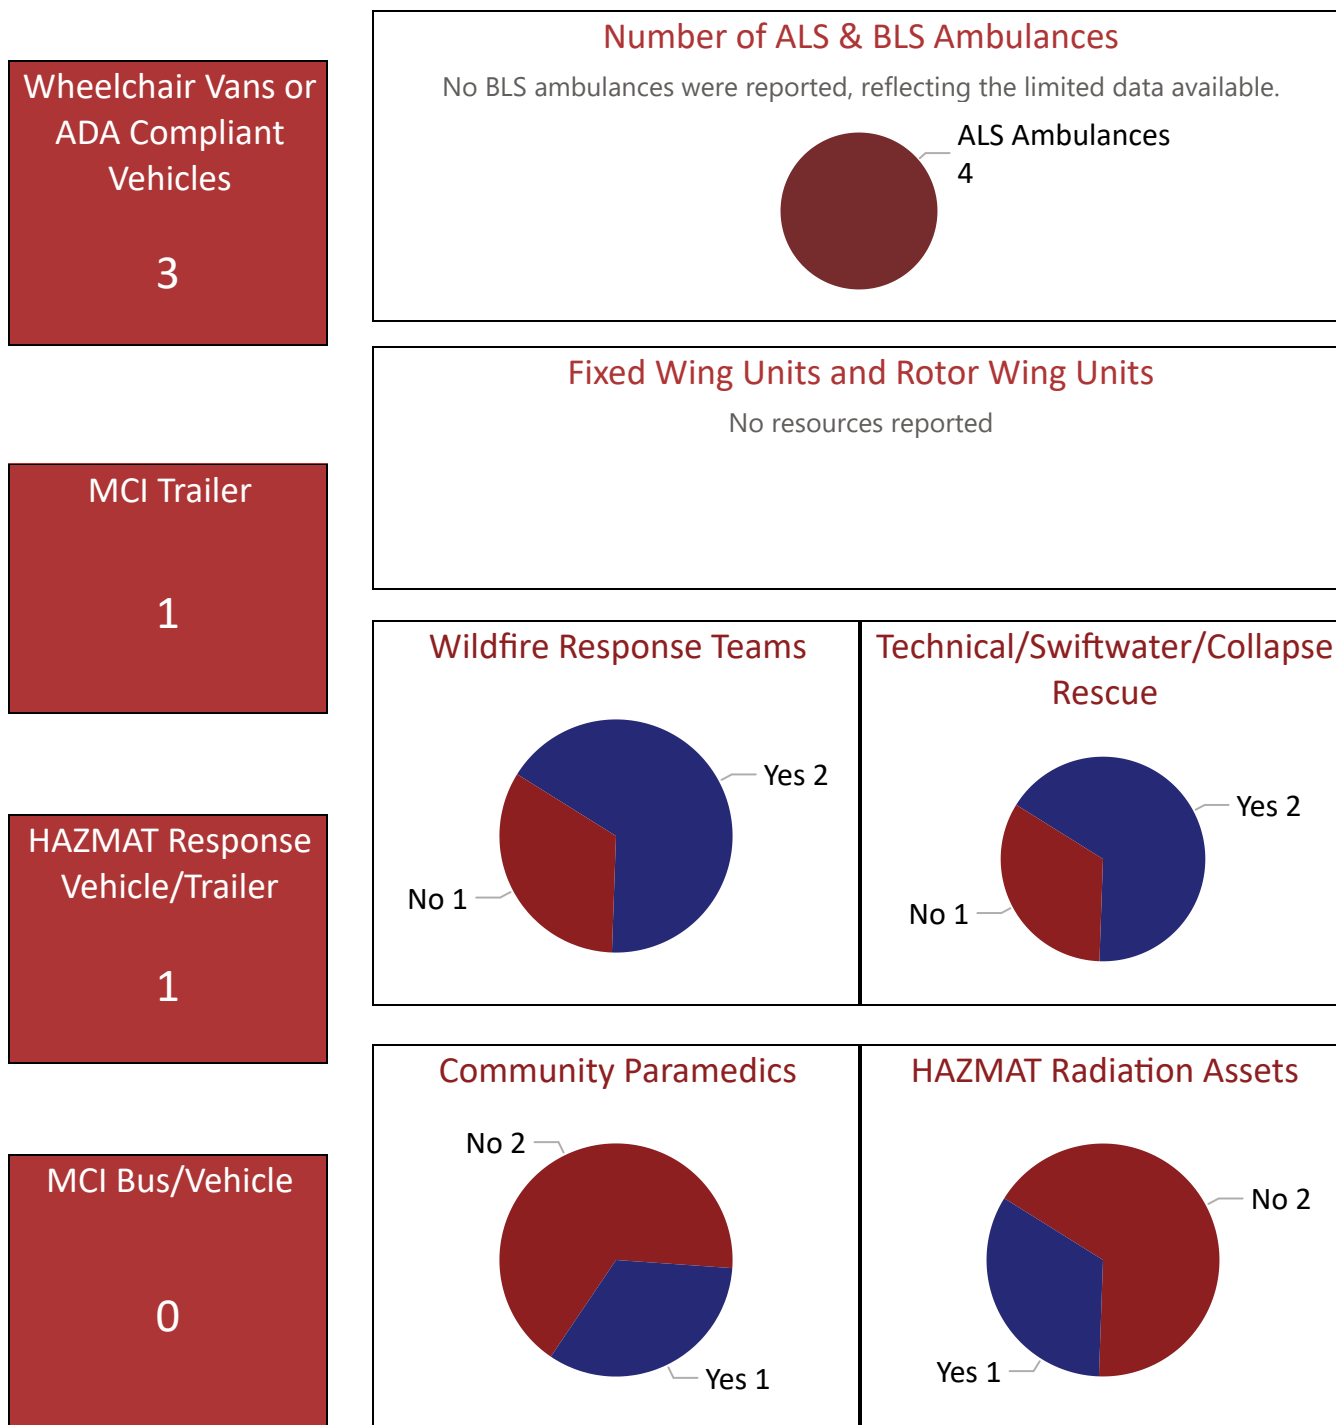 Wheelchair Vans or
ADA Compliant
Vehicles
3
MCI Trailer
1
HAZMAT Response
Vehicle/Trailer
1
MCI Bus/Vehicle
0
Number of ALS & BLS Ambulances
No BLS ambulances were reported, reflecting the limited data available.
ALS Ambulances
4
Fixed Wing Units and Rotor Wing Units
No resources reported
Wildfire Response Teams
Yes 2
No 1
Technical/Swiftwater/Collapse
Rescue
Yes 2
No 1
Community Paramedics
No 2
Yes 1
HAZMAT Radiation Assets
No 2
Yes 1